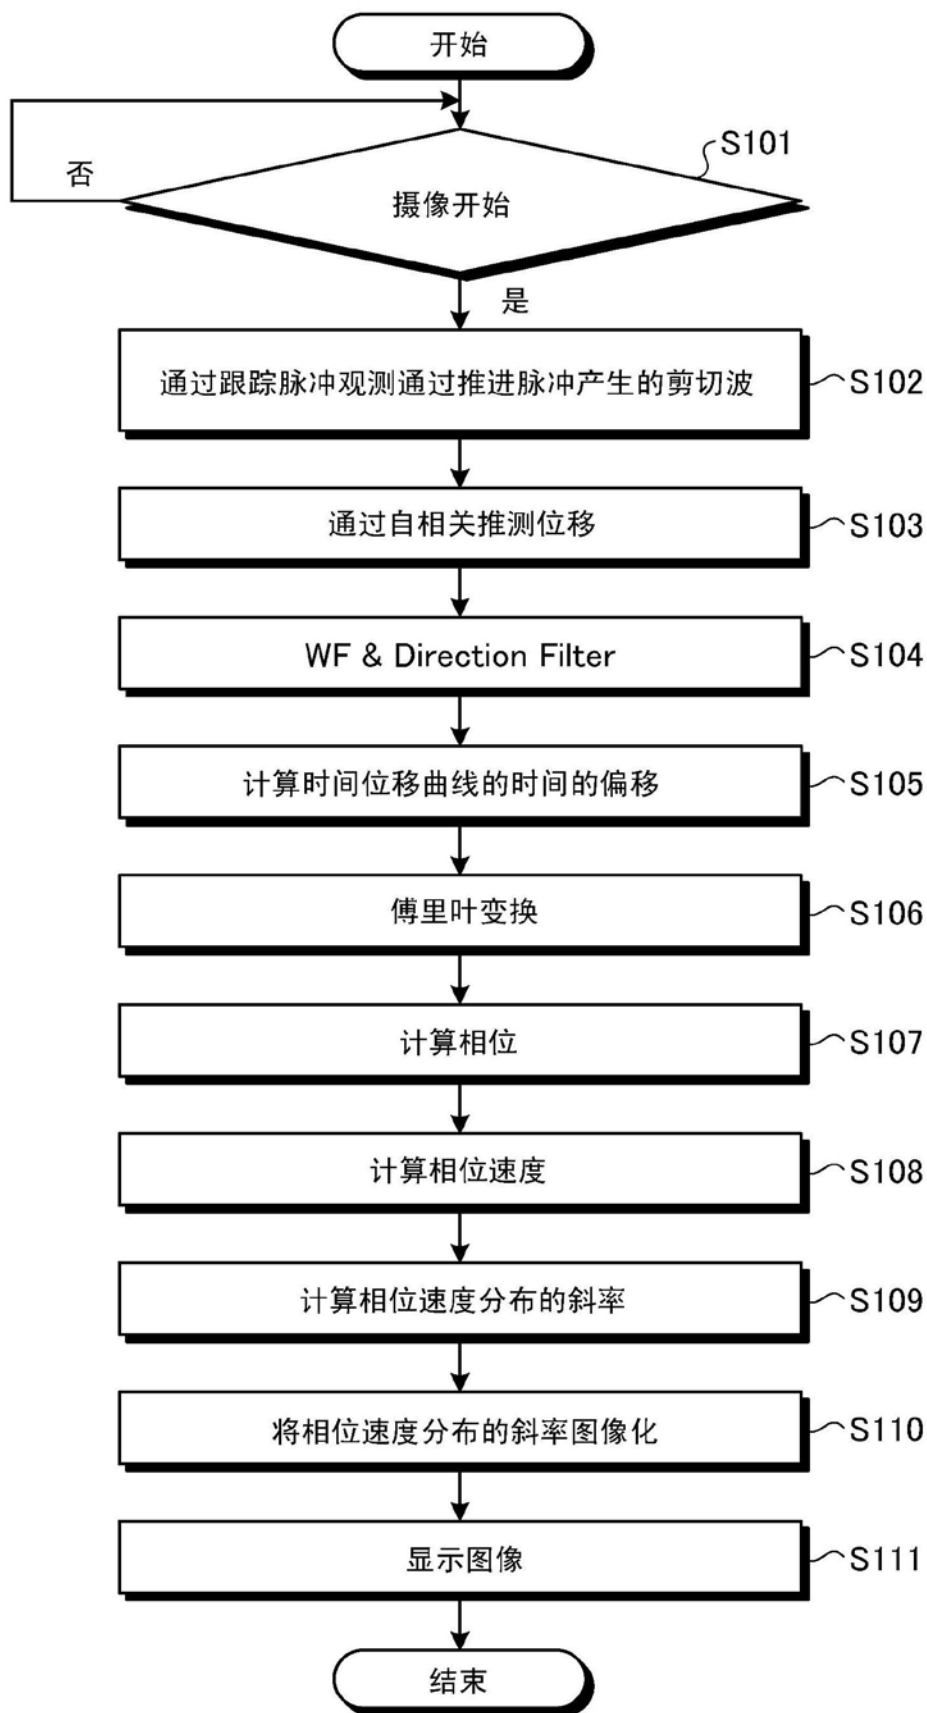 开始
S101
否
摄像开始
是
通过跟踪脉冲观测通过推进脉冲产生的剪切波
S102
通过自相关推测位移
S103
WF & Direction Filter
S104
计算时间位移曲线的时间的偏移
S105
傅里叶变换
S106
计算相位
S107
计算相位速度
S108
计算相位速度分布的斜率
S109
将相位速度分布的斜率图像化
S110
显示图像
S111
结束